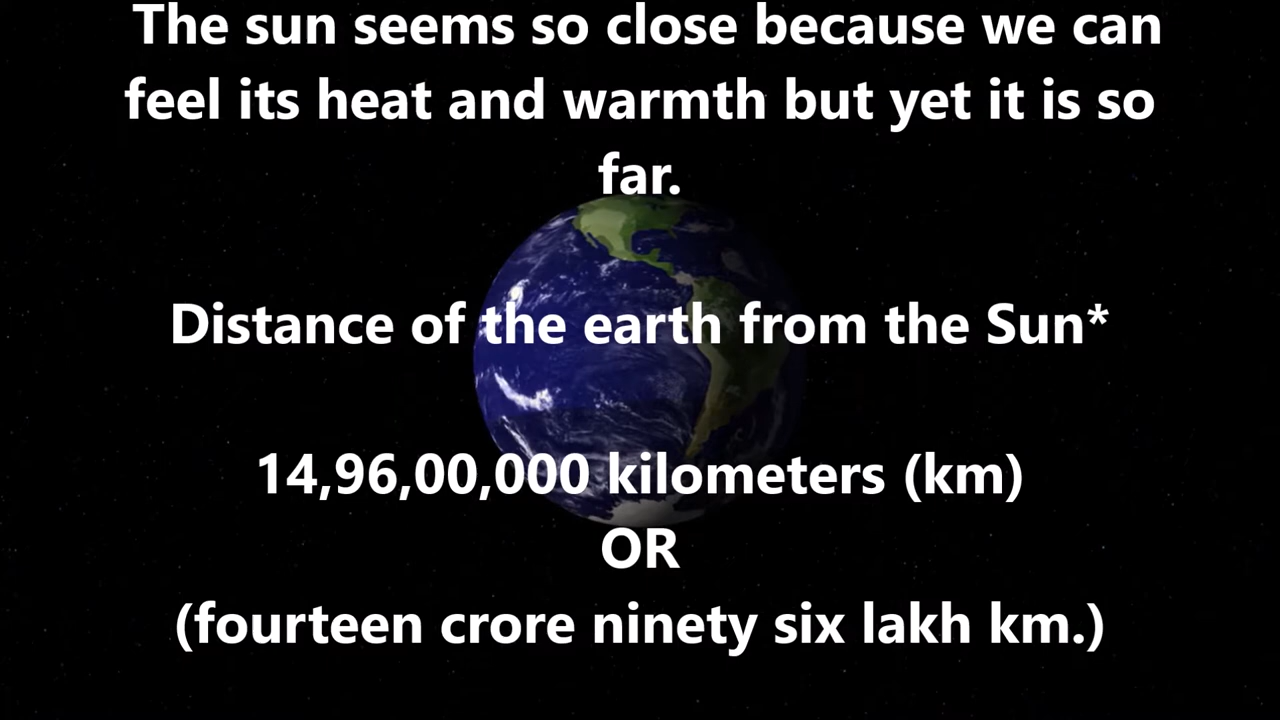 The sun seems so close because we can
feel its heat and warmth but yet it is so
far.
Distance of the earth from the Sun*
14,96,00,000 kilometers (km)
OR
(fourteen crore ninety six lakh km.)